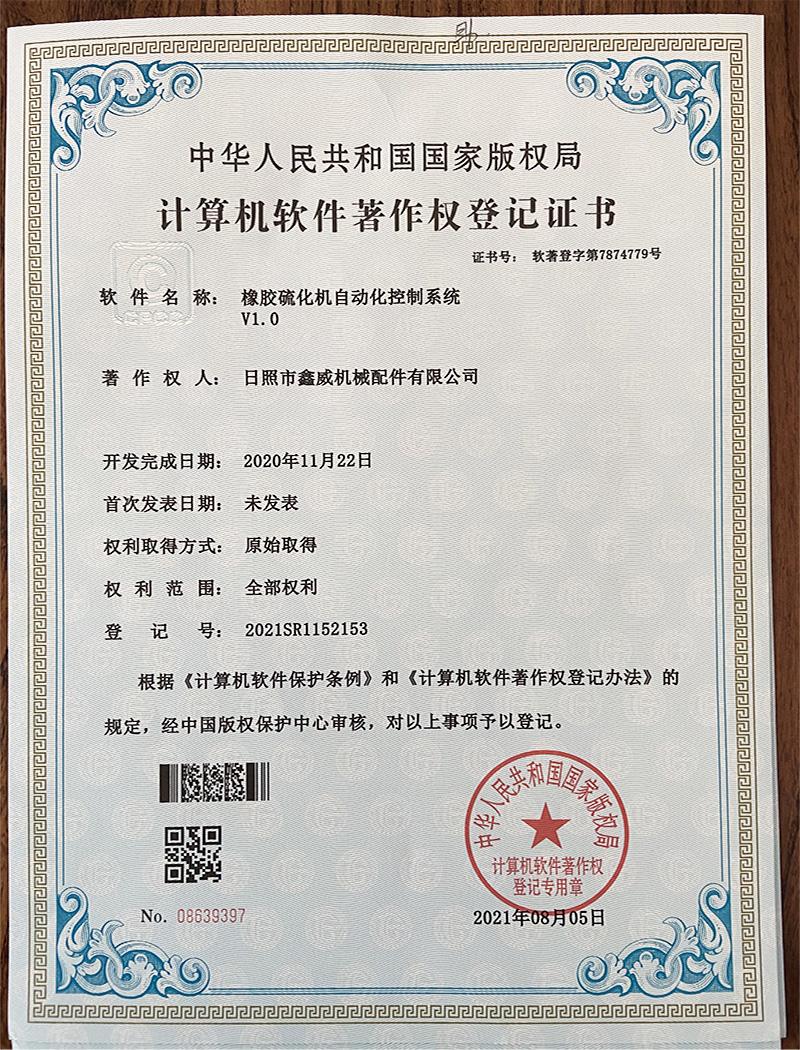 中华人民共和国国家版权局
计算机软件著作权登记证书
证书号： 软著登字第7874779号
软件名称： 橡胶硫化机自动化控制系统
V1.0
著作权人： 日照市鑫威机械配件有限公司
开发完成日期： 2020年11月22日
首次发表日期： 未发表
权利取得方式： 原始取得
权利范围： 全部权利
登记号： 2021SR1152153
根据《计算机软件保护条例》和《计算机软件著作权登记办法》的
规定，经中国版权保护中心审核，对以上事项予以登记。
中华人民共和国国家版权局
计算机软件著作权
登记专用章
No. 08639397
2021年08月05日